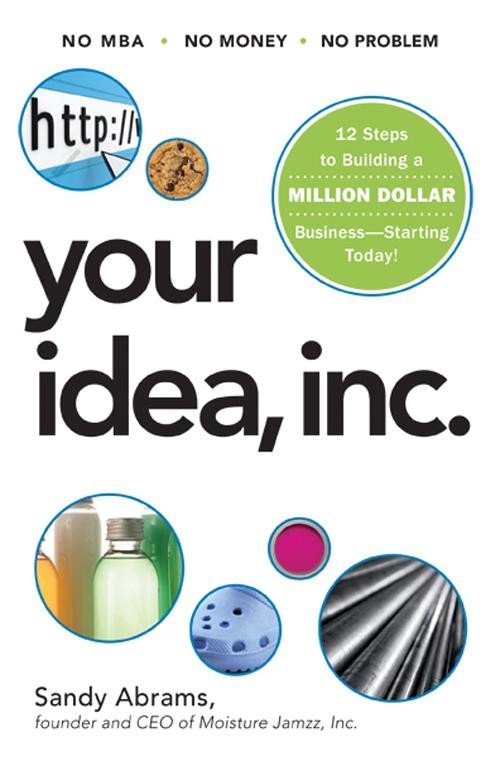 NO MBA • NO MONEY • NO PROBLEM
http://
12 Steps
to Building a
MILLION DOLLAR
Business—Starting
Today!
your
idea, inc.
Sandy Abrams,
founder and CEO of Moisture Jamzz, Inc.